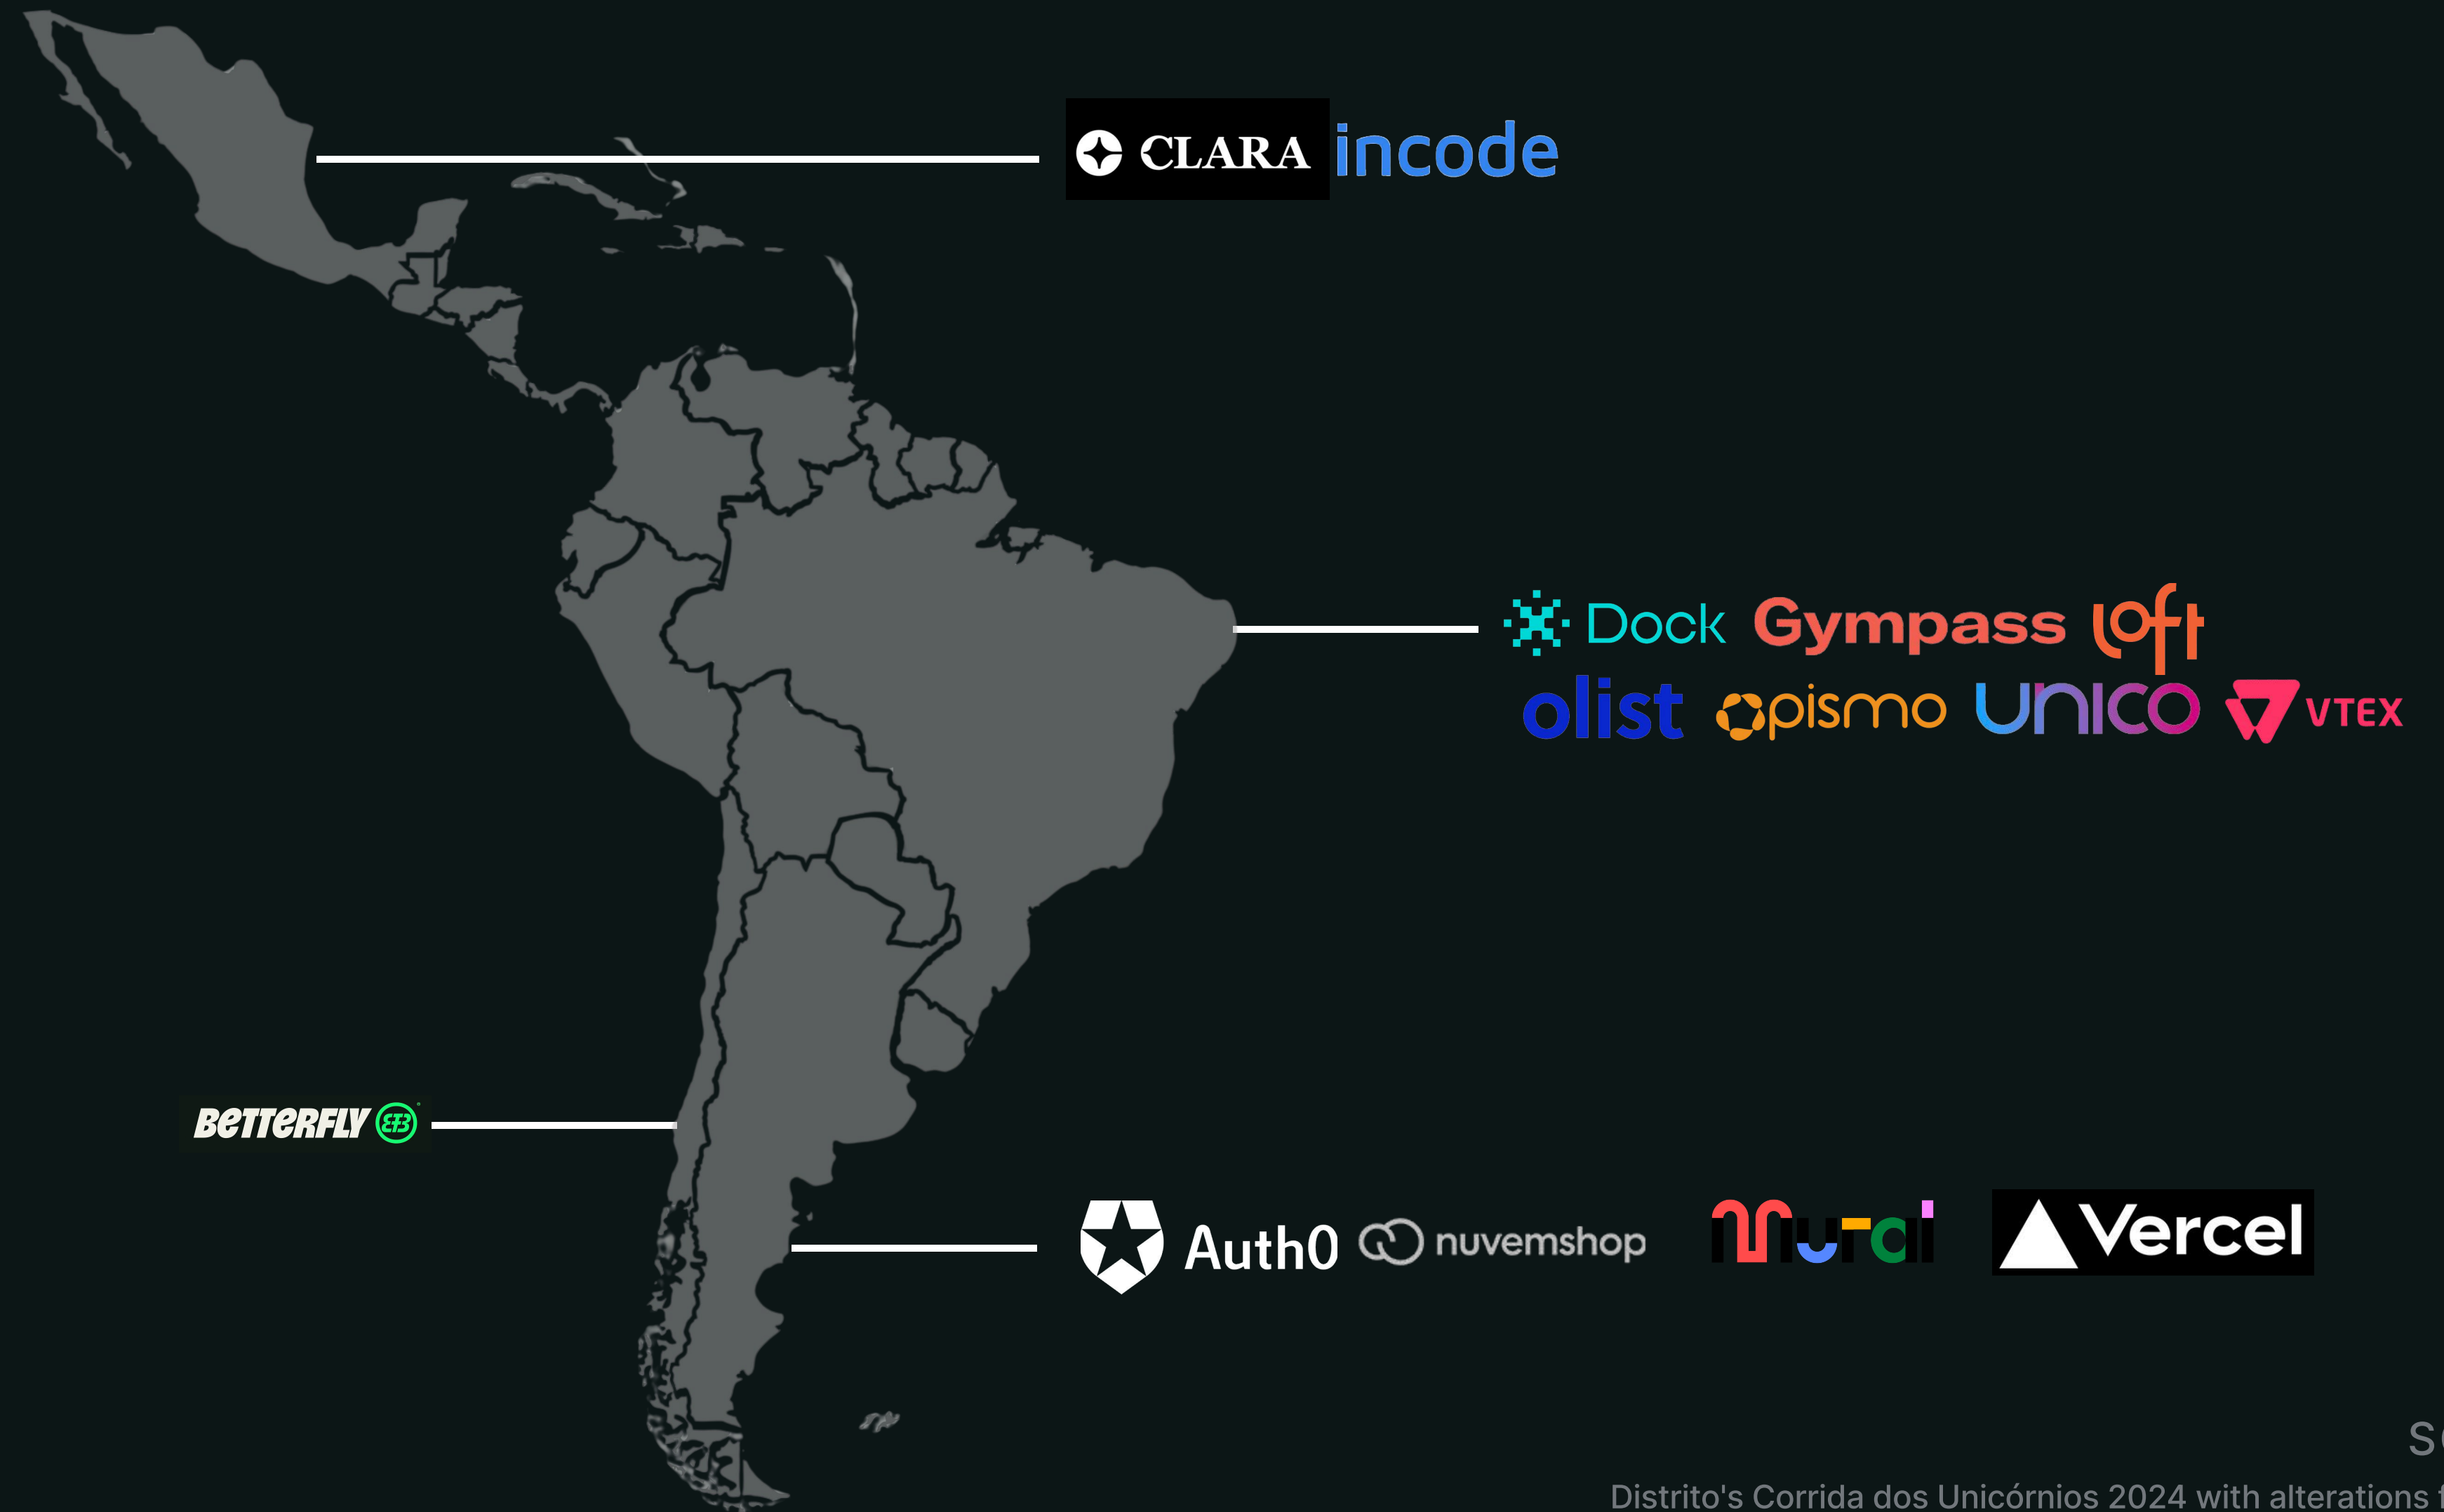 CLARA incode
Dock Gympass loft
olist pismo unico VTEX
BETTERFLY
Auth0 nuvemshop mural Vercel
Distrito's Corrida dos Unicórnios 2024 with alterations